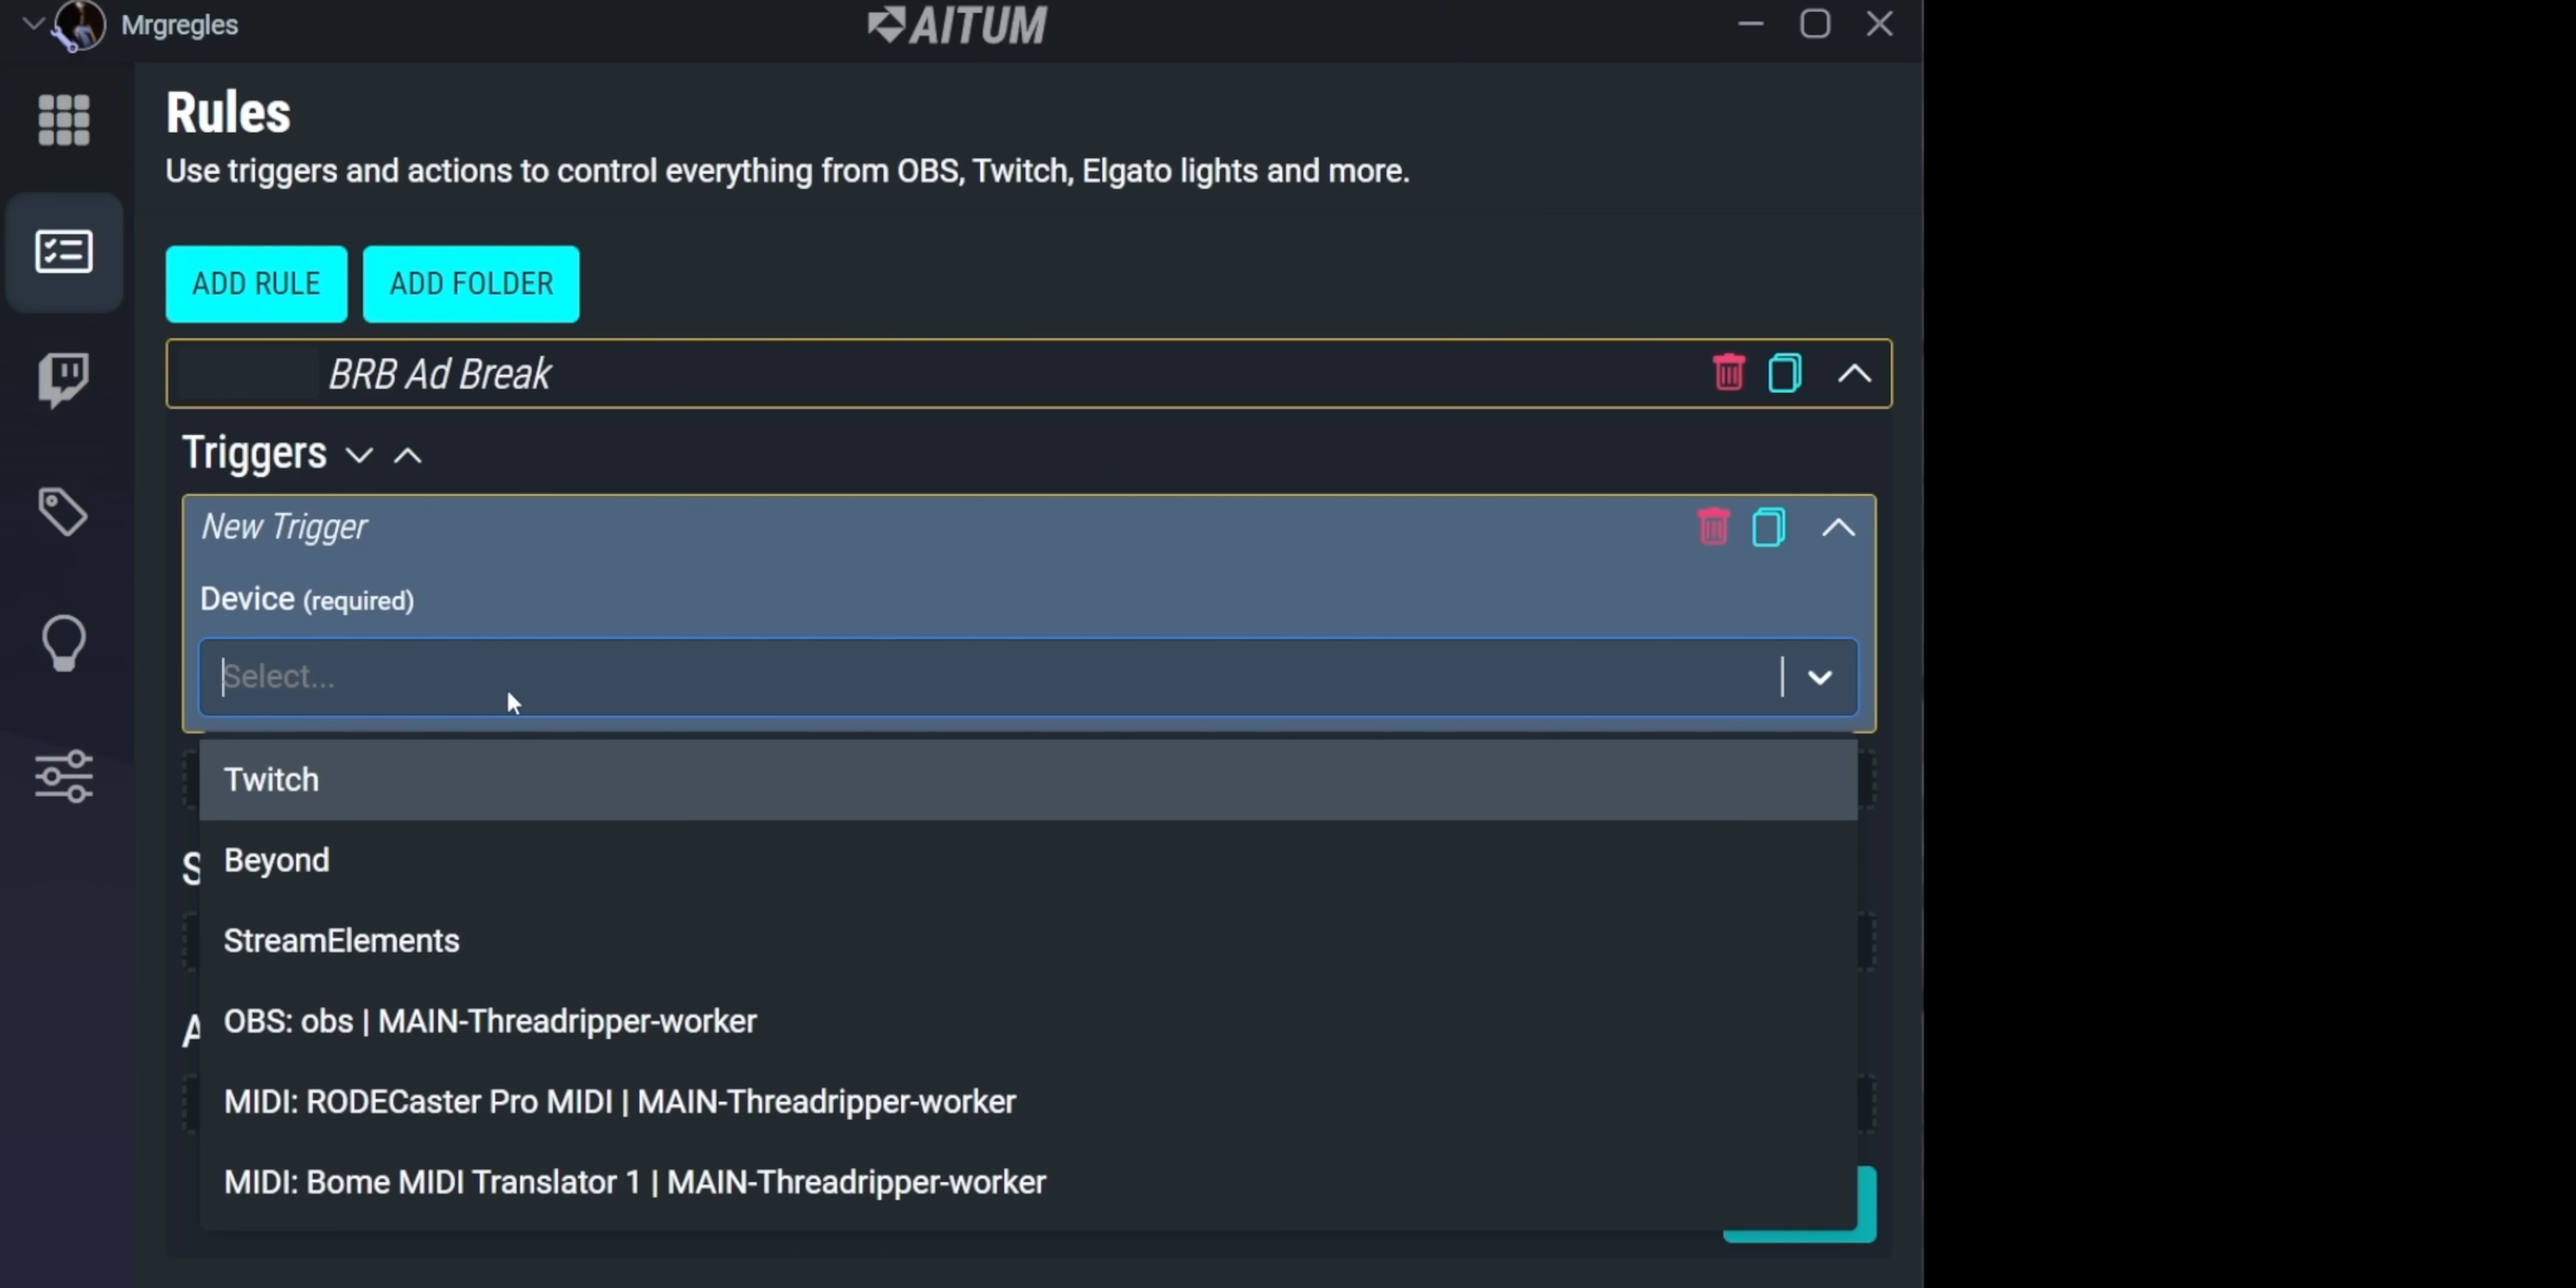 Mrgregles
AITUM
Rules
Use triggers and actions to control everything from OBS, Twitch, Elgato lights and more.
ADD RULE
ADD FOLDER
BRB Ad Break
Triggers
New Trigger
Device (required)
Select...
Twitch
Beyond
S
StreamElements
OBS: obs | MAIN-Threadripper-worker
A
MIDI: RODECaster Pro MIDI | MAIN-Threadripper-worker
MIDI: Bome MIDI Translator 1 | MAIN-Threadripper-worker